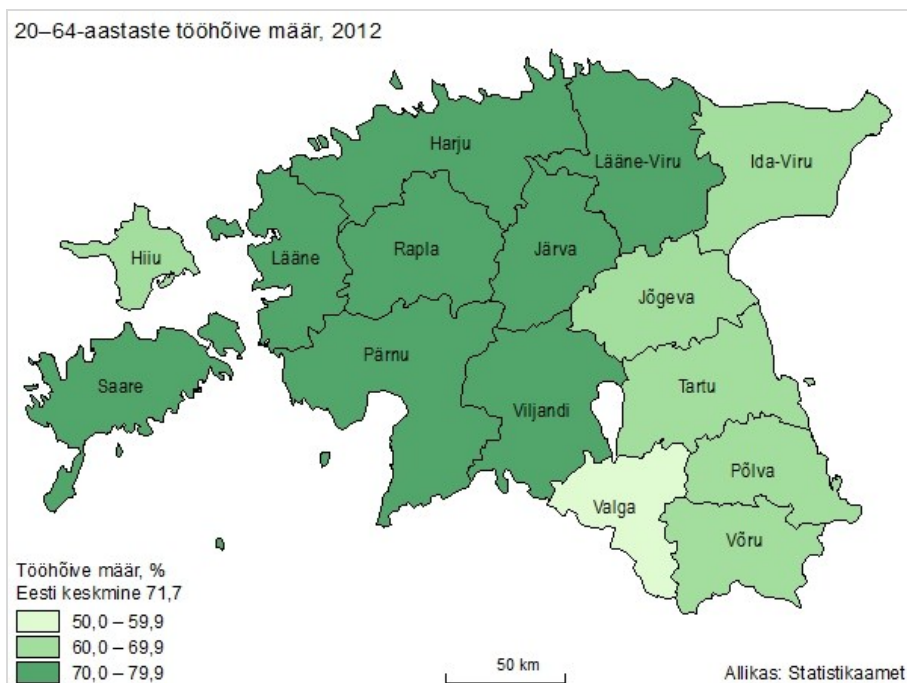 20–64-aastaste tööhõive määr, 2012
Harju
Lääne-Viru
Ida-Viru
Hiiu
Lääne
Rapla
Järva
Jõgeva
Saare
Pärnu
Viljandi
Tartu
Põlva
Valga
Võru
Tööhõive määr, %
Eesti keskmine 71,7
50,0 – 59,9
60,0 – 69,9
70,0 – 79,9
50 km
Allikas: Statistikaamet